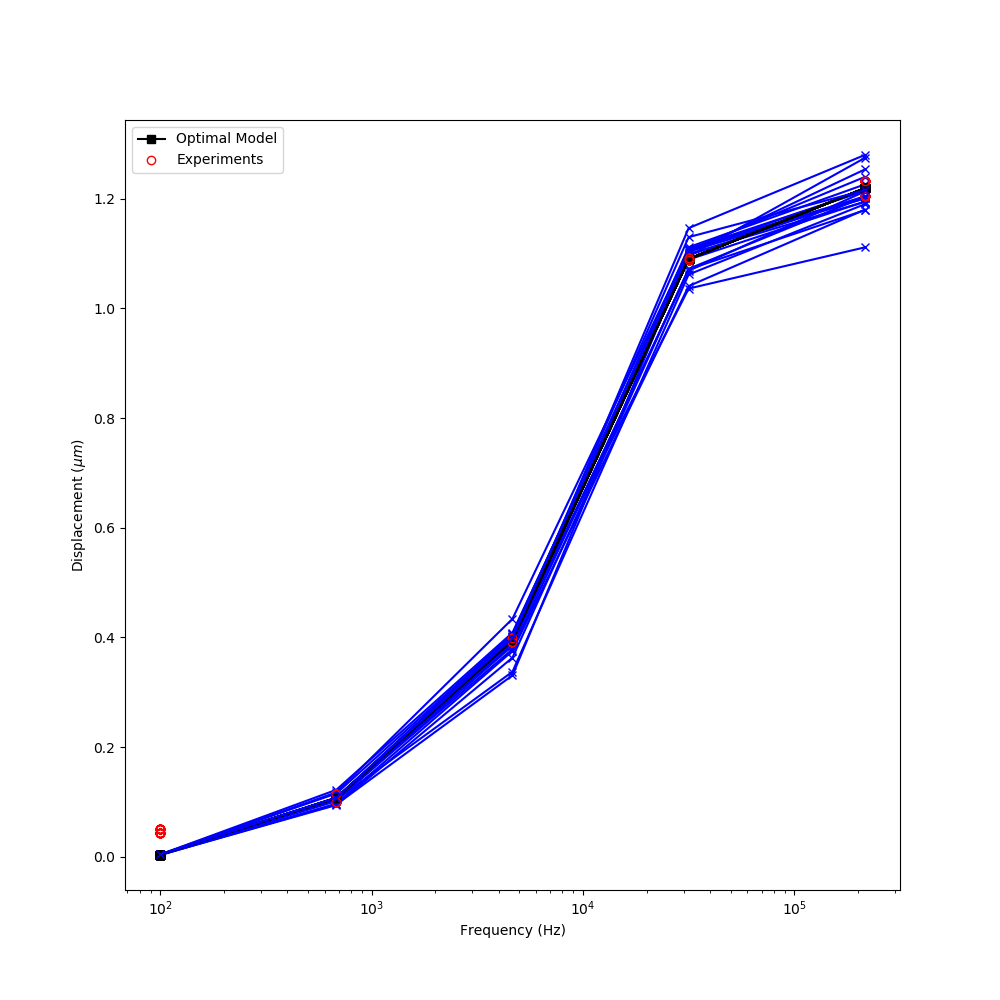 Optimal Model
Experiments
1.2
1.0
0.8
0.6
0.4
0.2
0.0
Displacement (μm)
10²
10³
10⁴
10⁵
Frequency (Hz)